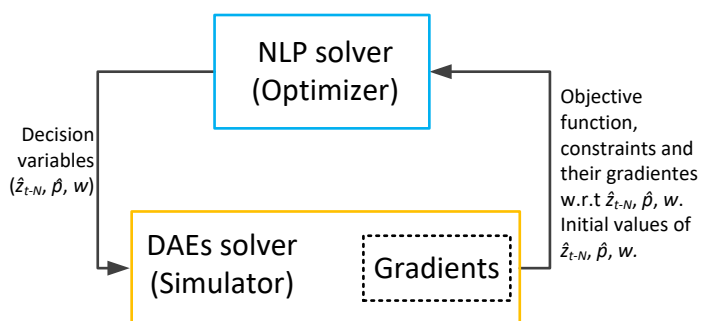 NLP solver
(Optimizer)
Decision
variables
(ẑt-N, p̂, w)
Objective
function,
constraints and
their gradientes
w.r.t ẑt-N, p̂, w.
Initial values of
ẑt-N, p̂, w.
DAEs solver
(Simulator)
Gradients